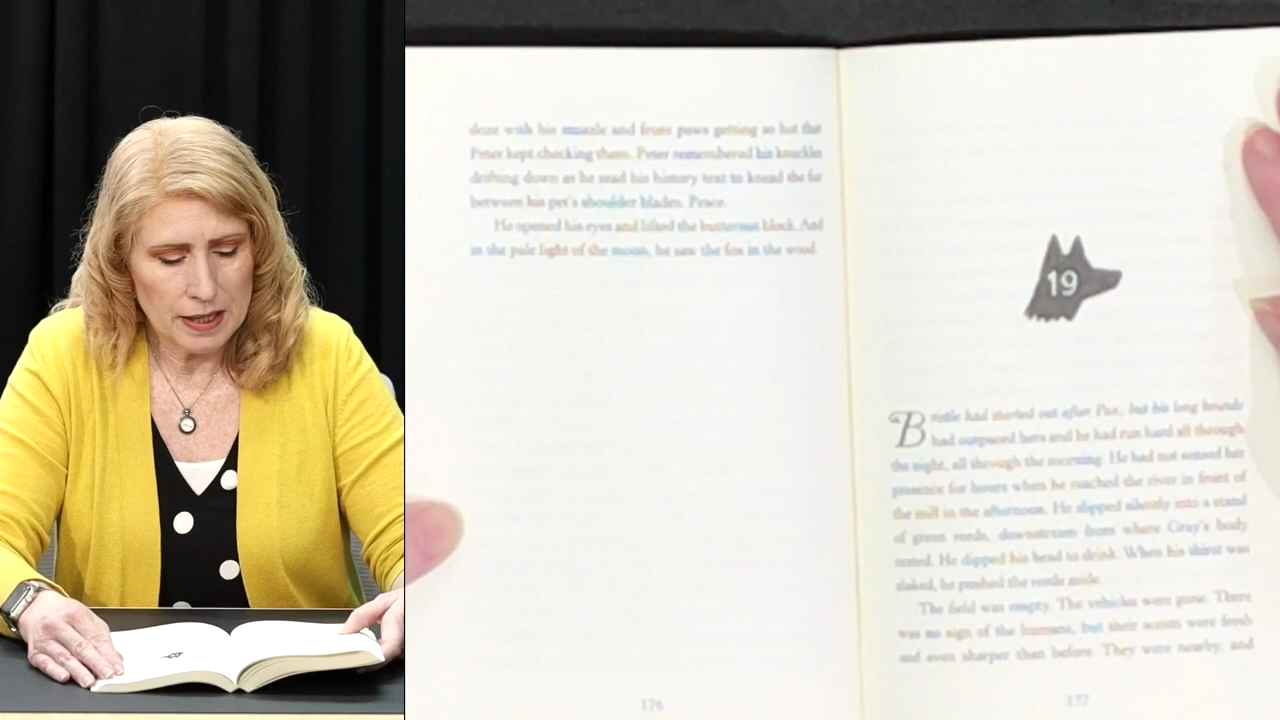 doze with his muzzle and front paws getting so hot that
Peter kept checking them. Peter remembered his knuckles
drifting down as he read his history text to knead the fur
between his pet's shoulder blades. Peace.
He opened his eyes and lifted the butternut block. And
in the pale light of the moon, he saw the fox in the wood.
176
19
Bristle had started out after Pax, but his long bounds
had outpaced hers and he had run hard all through
the night, all through the morning. He had not sensed her
presence for hours when he reached the river in front of
the mill in the afternoon. He slipped silently into a stand
of green reeds, downstream from where Gray's body
rested. He dipped his head to drink. When his thirst was
slaked, he pushed the reeds aside.
The field was empty. The vehicles were gone. There
was no sign of the humans, but their scents were fresh
and even sharper than before. They were nearby, and
177